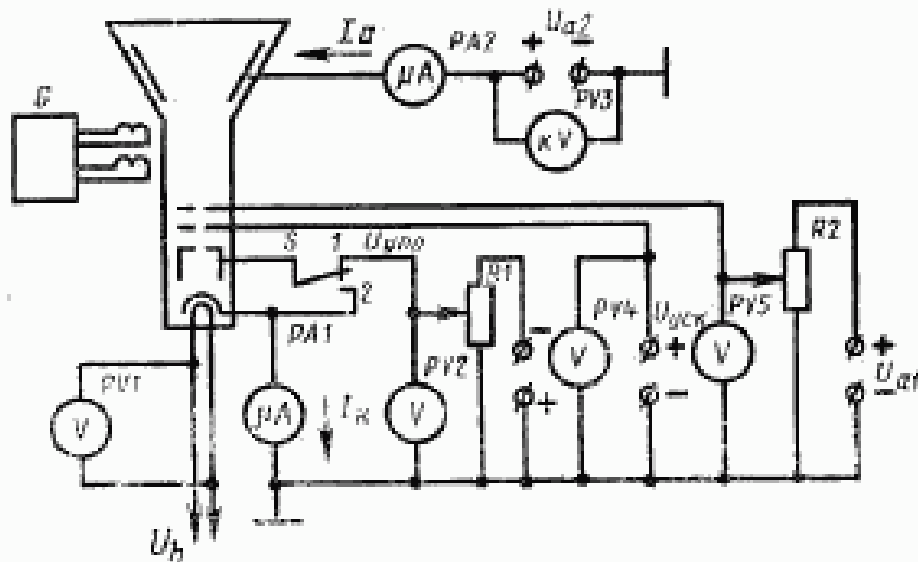 Ia
PA2
Ua2
+ -
μA
G
PV3
кV
S
1
Uупр
2
R1
R2
PA1
PV2
PV4
Uуск
PV5
PV1
-
+
+
-
+
-
Ua1
V
μA
Iк
V
V
V
Uh